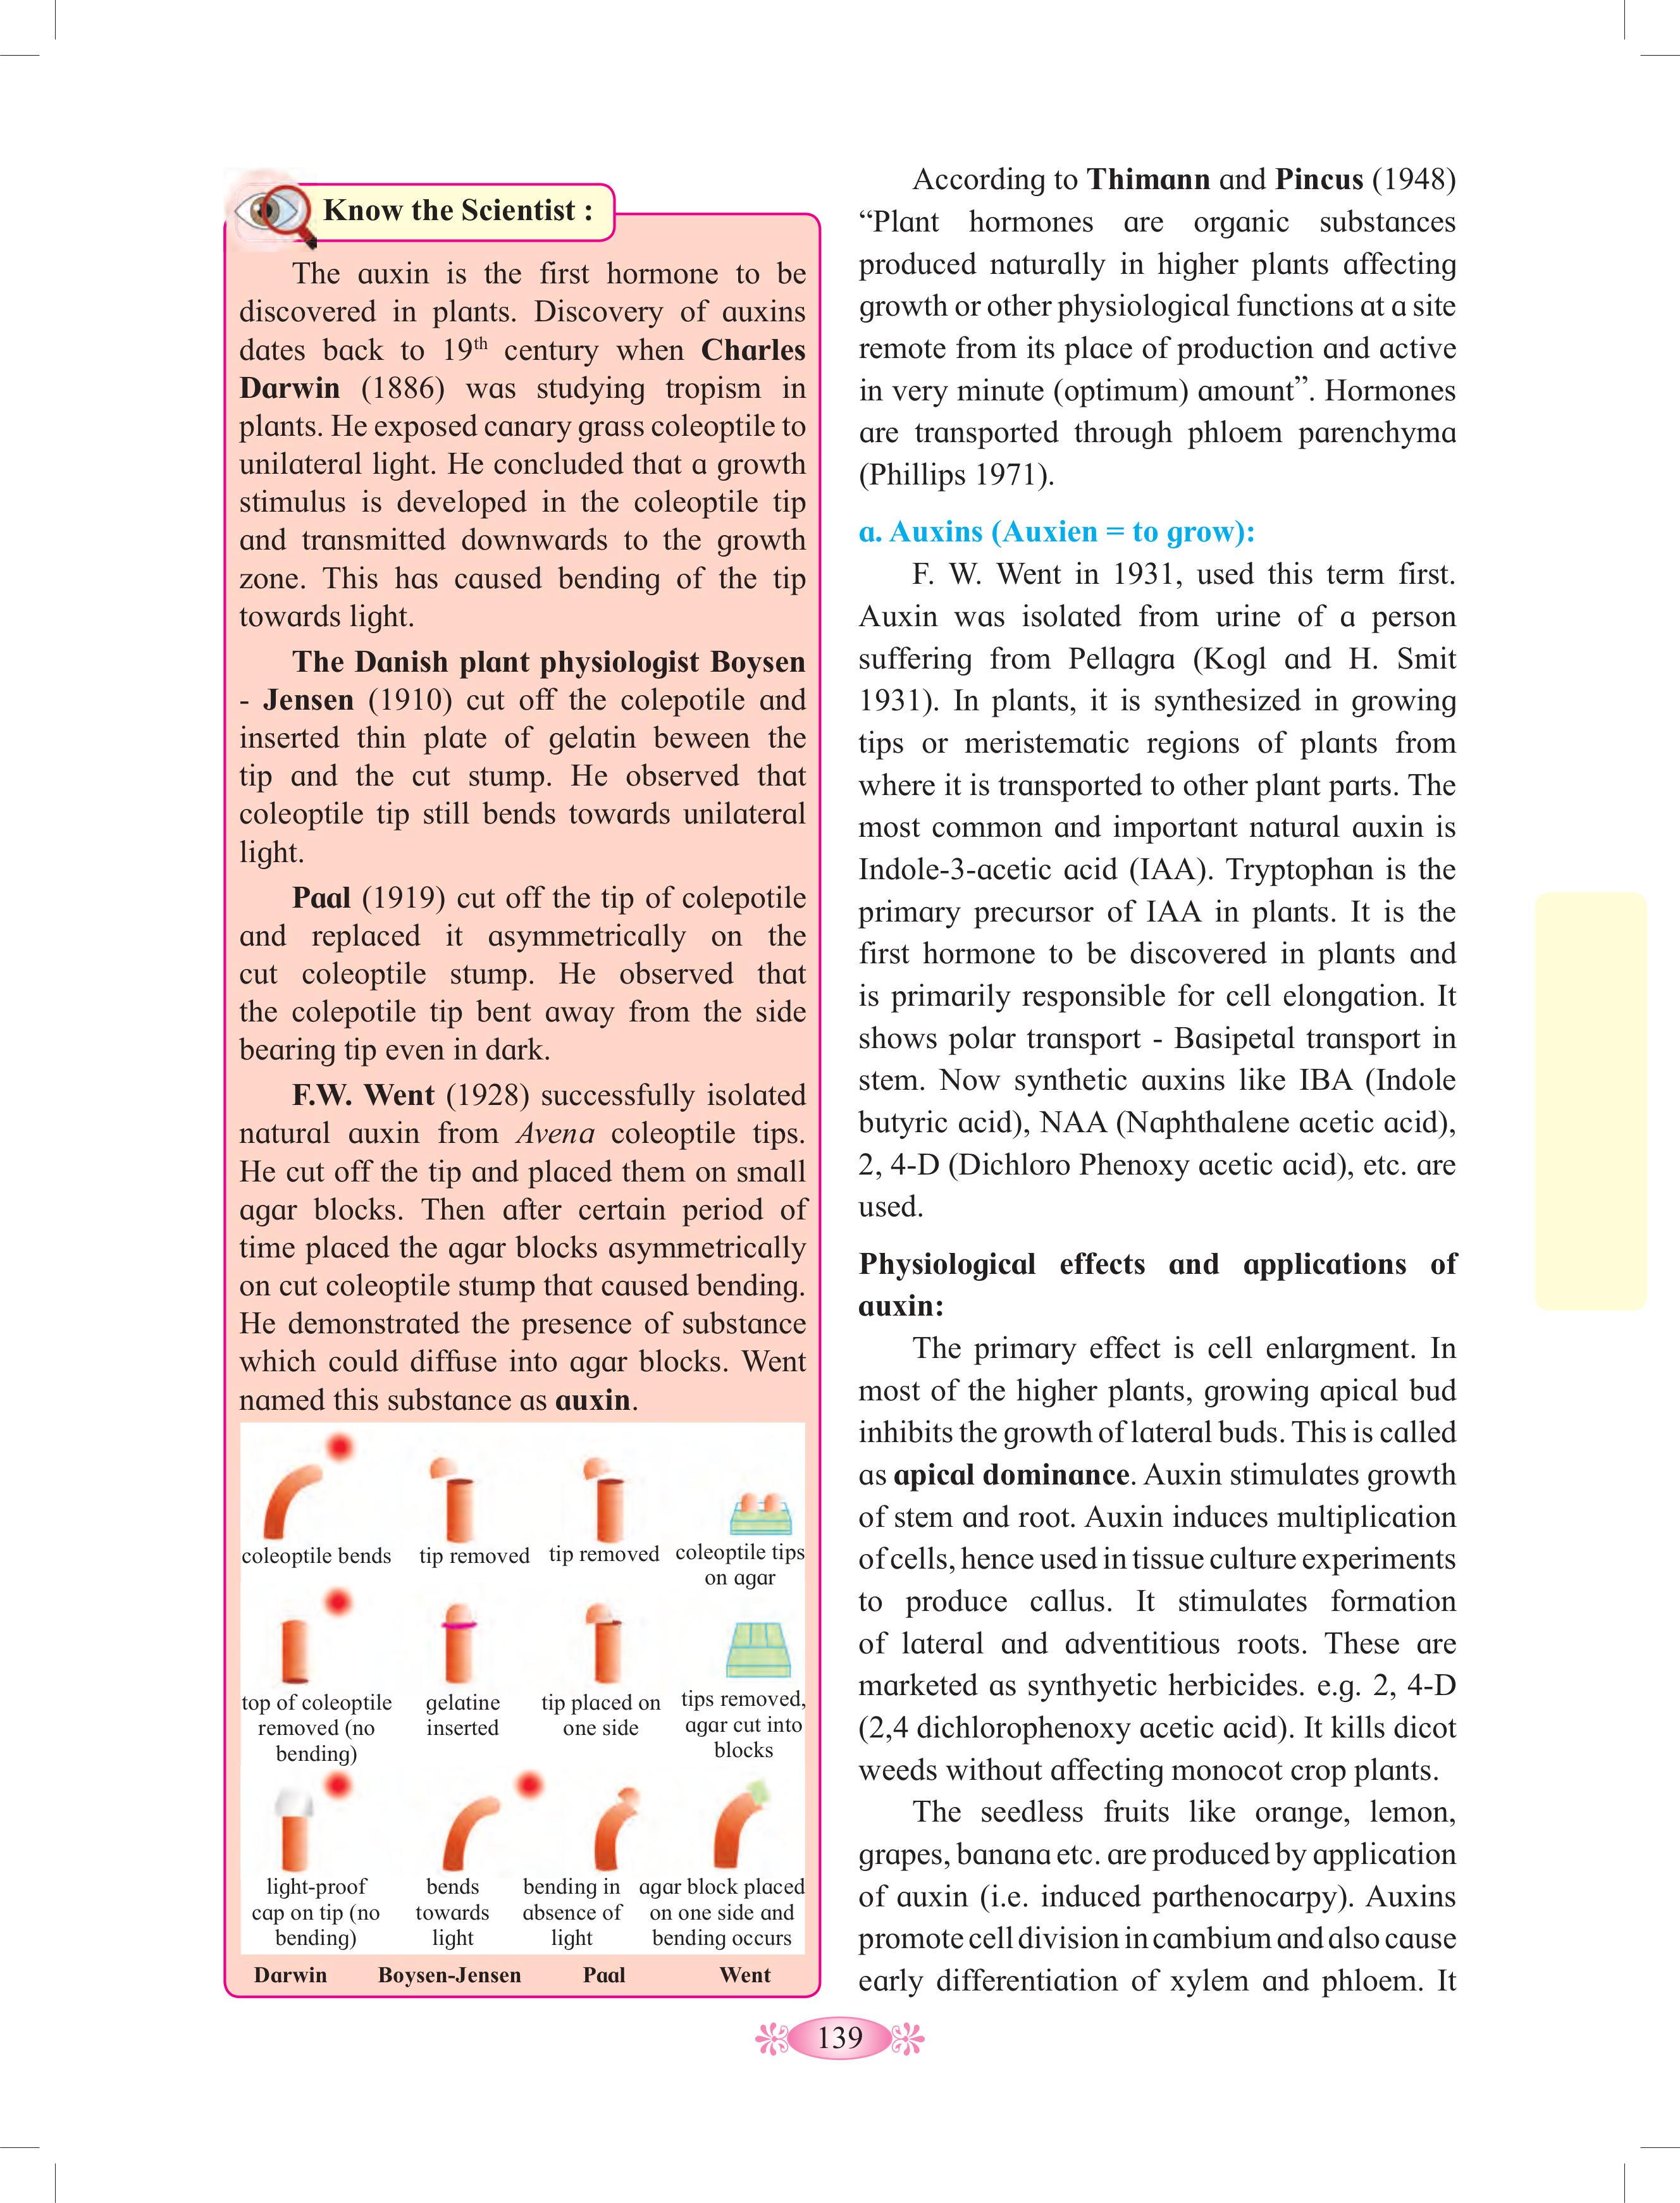 Know the Scientist :
The auxin is the first hormone to be
discovered in plants. Discovery of auxins
dates back to 19th century when Charles
Darwin (1886) was studying tropism in
plants. He exposed canary grass coleoptile to
unilateral light. He concluded that a growth
stimulus is developed in the coleoptile tip
and transmitted downwards to the growth
zone. This has caused bending of the tip
towards light.
The Danish plant physiologist Boysen
- Jensen (1910) cut off the colepotile and
inserted thin plate of gelatin beween the
tip and the cut stump. He observed that
coleoptile tip still bends towards unilateral
light.
Paal (1919) cut off the tip of colepotile
and replaced it asymmetrically on the
cut coleoptile stump. He observed that
the colepotile tip bent away from the side
bearing tip even in dark.
F.W. Went (1928) successfully isolated
natural auxin from Avena coleoptile tips.
He cut off the tip and placed them on small
agar blocks. Then after certain period of
time placed the agar blocks asymmetrically
on cut coleoptile stump that caused bending.
He demonstrated the presence of substance
which could diffuse into agar blocks. Went
named this substance as auxin.
coleoptile bends
tip removed
tip removed
coleoptile tips
on agar
top of coleoptile
removed (no
bending)
gelatine
inserted
tip placed on
one side
tips removed,
agar cut into
blocks
light-proof
cap on tip (no
bending)
bends
towards
light
bending in
absence of
light
agar block placed
on one side and
bending occurs
Darwin
Boysen-Jensen
Paal
Went
According to Thimann and Pincus (1948)
“Plant hormones are organic substances
produced naturally in higher plants affecting
growth or other physiological functions at a site
remote from its place of production and active
in very minute (optimum) amount”. Hormones
are transported through phloem parenchyma
(Phillips 1971).
a. Auxins (Auxien = to grow):
F. W. Went in 1931, used this term first.
Auxin was isolated from urine of a person
suffering from Pellagra (Kogl and H. Smit
1931). In plants, it is synthesized in growing
tips or meristematic regions of plants from
where it is transported to other plant parts. The
most common and important natural auxin is
Indole-3-acetic acid (IAA). Tryptophan is the
primary precursor of IAA in plants. It is the
first hormone to be discovered in plants and
is primarily responsible for cell elongation. It
shows polar transport - Basipetal transport in
stem. Now synthetic auxins like IBA (Indole
butyric acid), NAA (Naphthalene acetic acid),
2, 4-D (Dichloro Phenoxy acetic acid), etc. are
used.
Physiological effects and applications of
auxin:
The primary effect is cell enlargment. In
most of the higher plants, growing apical bud
inhibits the growth of lateral buds. This is called
as apical dominance. Auxin stimulates growth
of stem and root. Auxin induces multiplication
of cells, hence used in tissue culture experiments
to produce callus. It stimulates formation
of lateral and adventitious roots. These are
marketed as synthyetic herbicides. e.g. 2, 4-D
(2,4 dichlorophenoxy acetic acid). It kills dicot
weeds without affecting monocot crop plants.
The seedless fruits like orange, lemon,
grapes, banana etc. are produced by application
of auxin (i.e. induced parthenocarpy). Auxins
promote cell division in cambium and also cause
early differentiation of xylem and phloem. It
139